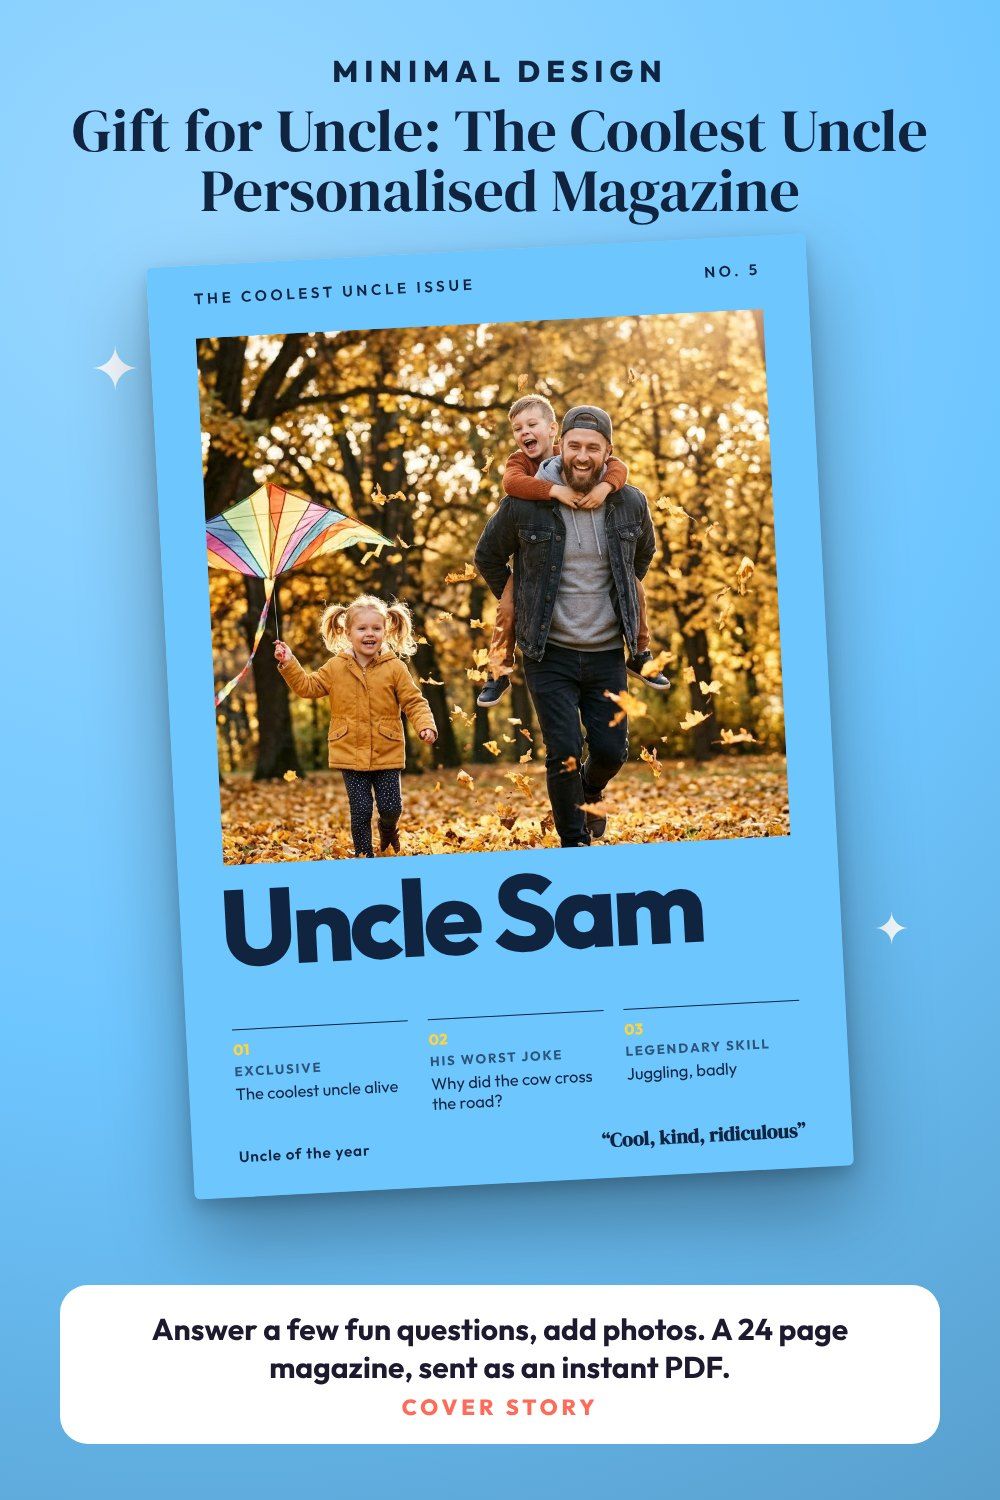 MINIMAL DESIGN
Gift for Uncle: The Coolest Uncle
Personalised Magazine
THE COOLEST UNCLE ISSUE
NO. 5
Uncle Sam
01
EXCLUSIVE
The coolest uncle alive
02
HIS WORST JOKE
Why did the cow cross
the road?
03
LEGENDARY SKILL
Juggling, badly
Uncle of the year
“Cool, kind, ridiculous”
Answer a few fun questions, add photos. A 24 page
magazine, sent as an instant PDF.
COVER STORY